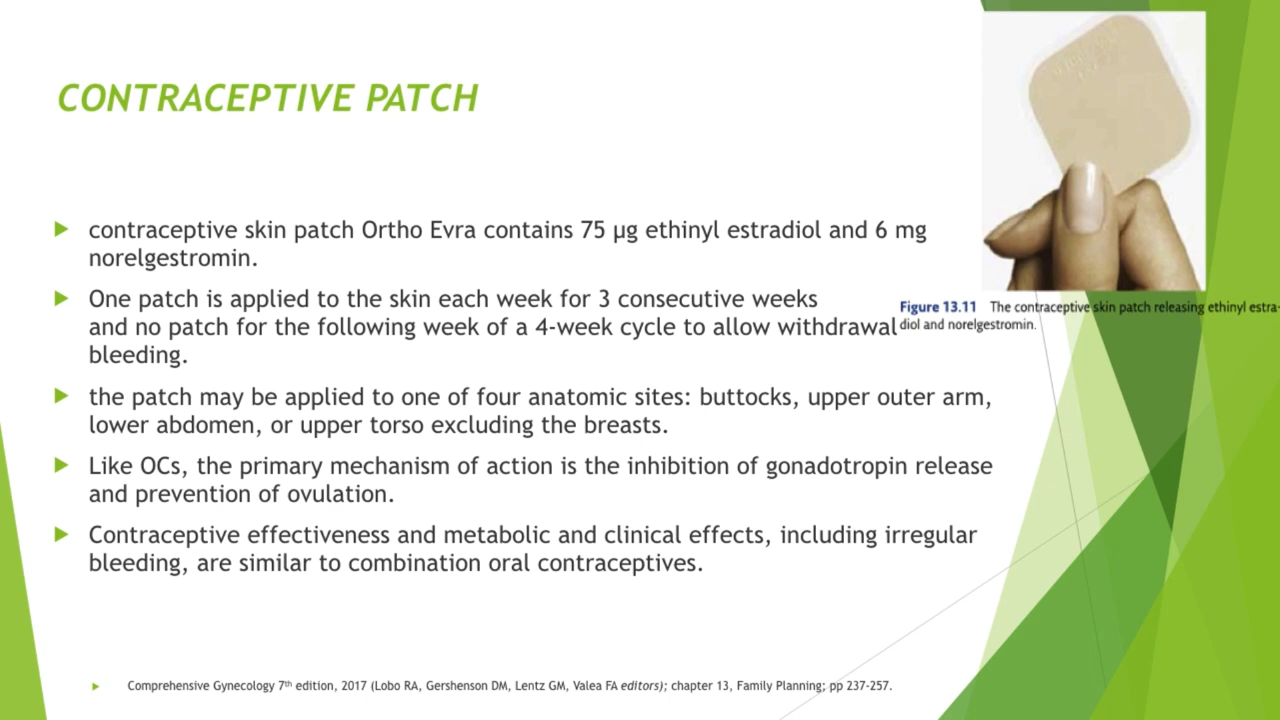 CONTRACEPTIVE PATCH
contraceptive skin patch Ortho Evra contains 75 µg ethinyl estradiol and 6 mg
norelgestromin.
One patch is applied to the skin each week for 3 consecutive weeks
and no patch for the following week of a 4-week cycle to allow withdrawal
bleeding.
the patch may be applied to one of four anatomic sites: buttocks, upper outer arm,
lower abdomen, or upper torso excluding the breasts.
Like OCs, the primary mechanism of action is the inhibition of gonadotropin release
and prevention of ovulation.
Contraceptive effectiveness and metabolic and clinical effects, including irregular
bleeding, are similar to combination oral contraceptives.
Figure 13.11 The contraceptive skin patch releasing ethinyl estra-
diol and norelgestromin.
Comprehensive Gynecology 7th edition, 2017 (Lobo RA, Gershenson DM, Lentz GM, Valea FA editors); chapter 13, Family Planning; pp 237-257.